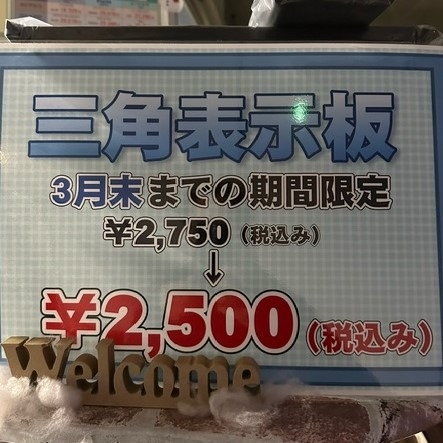 三角表示板
3月末までの期間限定
¥2,750（税込み）
↓
¥2,500（税込み）
Welcome